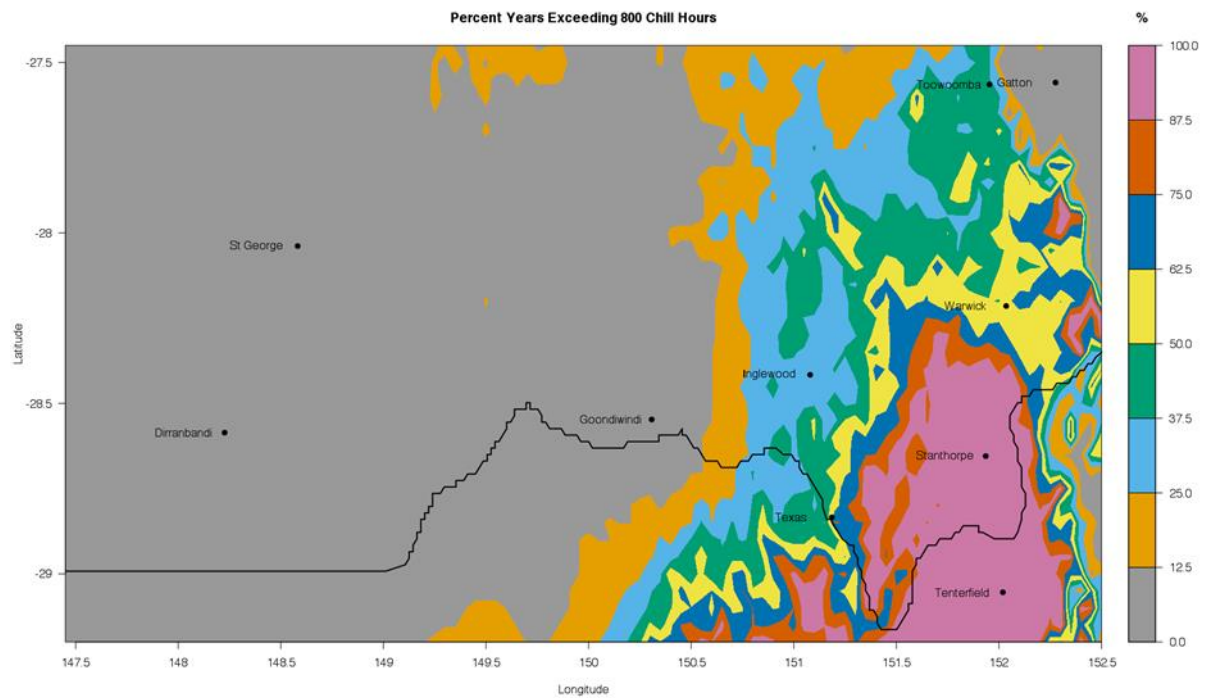 Percent Years Exceeding 800 Chill Hours
%
100.0
87.5
75.0
62.5
50.0
37.5
25.0
12.5
0.0
Latitude
-27.5
-28
-28.5
-29
Toowoomba
Gatton
St George
Warwick
Inglewood
Goondiwindi
Dirranbandi
Stanthorpe
Texas
Tenterfield
147.5 148 148.5 149 149.5 150 150.5 151 151.5 152 152.5
Longitude